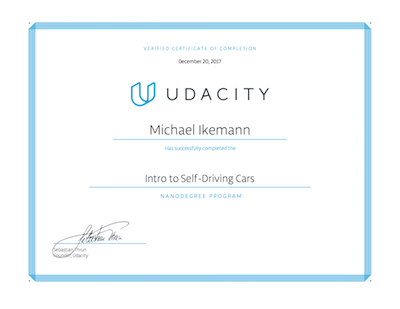 VERIFIED CERTIFICATE OF COMPLETION
December 20, 2017
UDACITY
Michael Ikemann
Has successfully completed the
Intro to Self-Driving Cars
NANODEGREE PROGRAM
Sebastian Thrun
Founder, Udacity